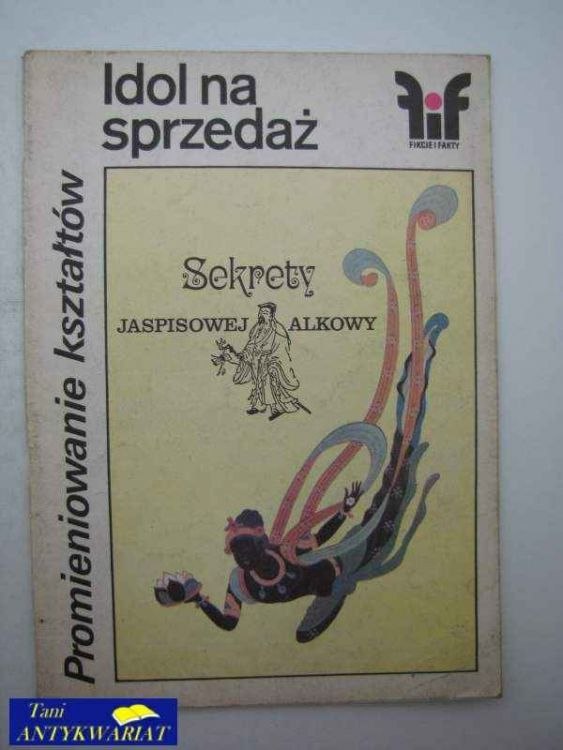 Idol na
sprzedaż
fif
FIKCJE I FAKTY
Promieniowanie kształtów
Sekrety
JASPISOWEJ ALKOWY
Tani
ANTYKWARIAT